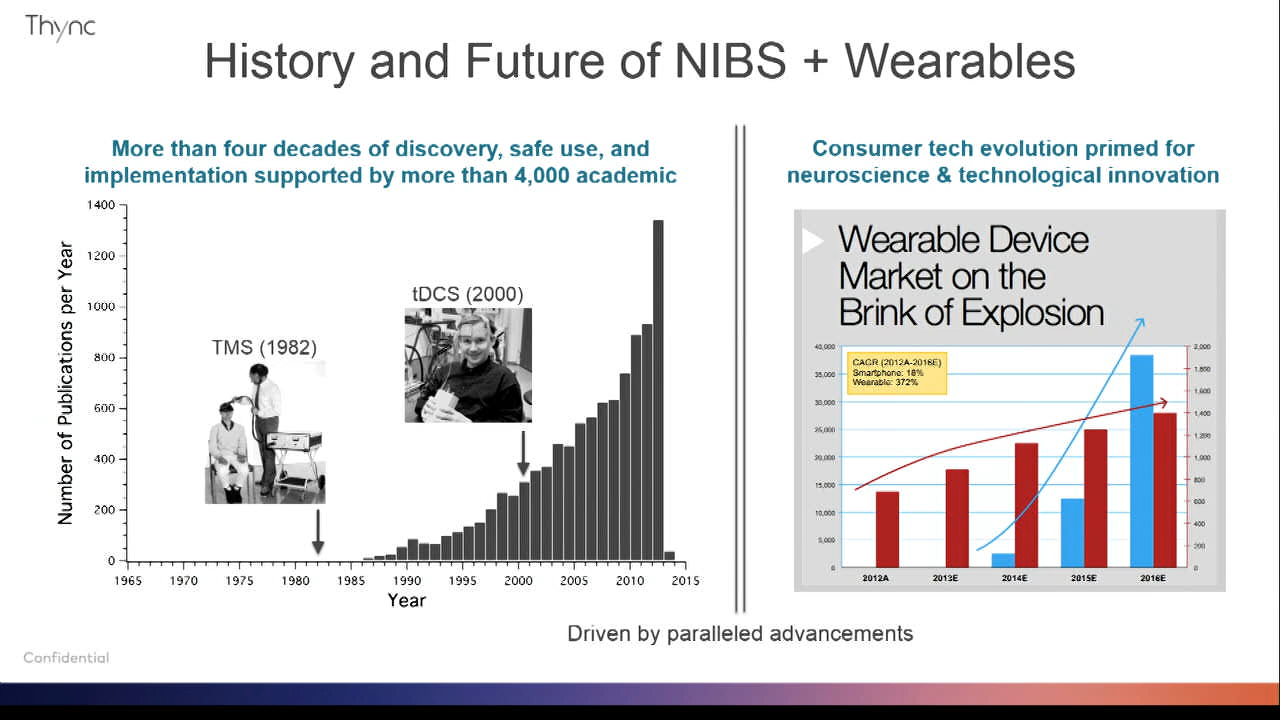 Thync
History and Future of NIBS + Wearables
More than four decades of discovery, safe use, and
implementation supported by more than 4,000 academic
Number of Publications per Year
1400
1200
1000
800
600
400
200
0
TMS (1982)
tDCS (2000)
1965 1970 1975 1980 1985 1990 1995 2000 2005 2010 2015
Year
Consumer tech evolution primed for
neuroscience & technological innovation
Wearable Device
Market on the
Brink of Explosion
CAGR (2012A-2016E)
Smartphone: 18%
Wearable: 372%
40,000
35,000
30,000
25,000
20,000
15,000
10,000
5,000
0
2,000
1,800
1,600
1,400
1,200
1,000
800
600
400
200
0
2012A 2013E 2014E 2015E 2016E
Driven by paralleled advancements
Confidential